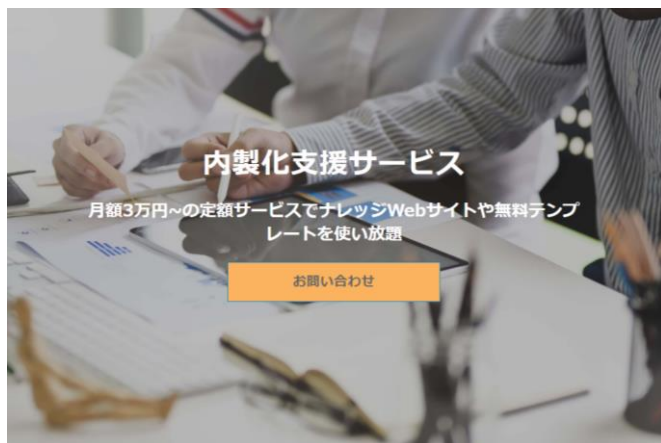 内製化支援サービス
月額3万円~の定額サービスでナレッジWebサイトや無料テンプ
レートを使い放題
お問い合わせ